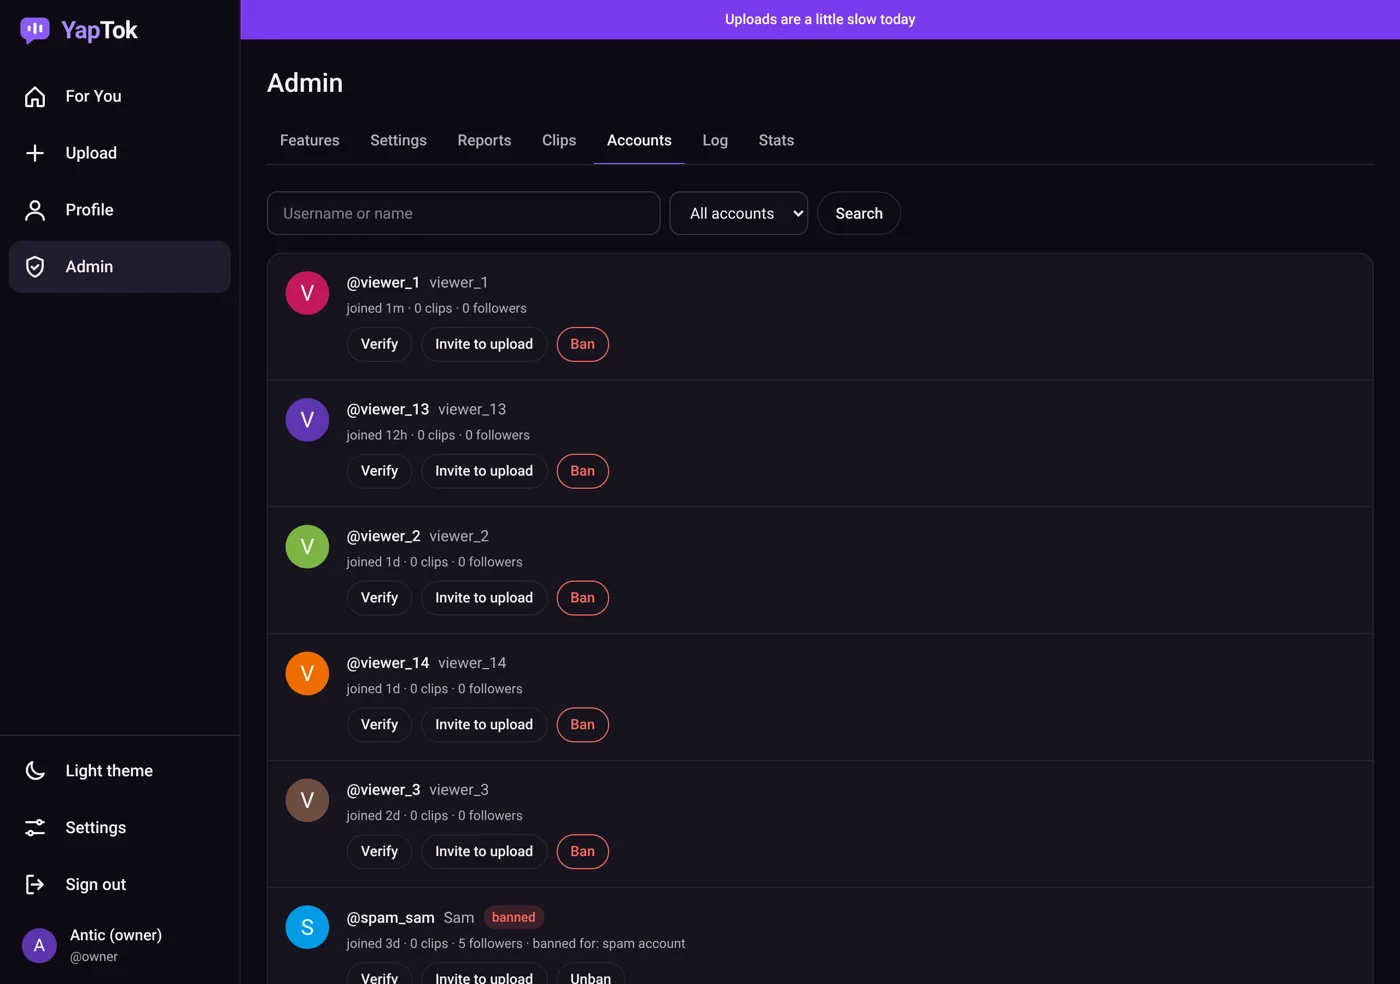 YapTok
Uploads are a little slow today
For You
Upload
Profile
Admin
Admin
Features Settings Reports Clips Accounts Log Stats
Username or name
All accounts
Search
V
@viewer_1 viewer_1
joined 1m · 0 clips · 0 followers
Verify Invite to upload Ban
V
@viewer_13 viewer_13
joined 12h · 0 clips · 0 followers
Verify Invite to upload Ban
V
@viewer_2 viewer_2
joined 1d · 0 clips · 0 followers
Verify Invite to upload Ban
V
@viewer_14 viewer_14
joined 1d · 0 clips · 0 followers
Verify Invite to upload Ban
V
@viewer_3 viewer_3
joined 2d · 0 clips · 0 followers
Verify Invite to upload Ban
S
@spam_sam Sam banned
joined 3d · 0 clips · 5 followers · banned for: spam account
Verify Invite to upload Unban
Light theme
Settings
Sign out
A
Antic (owner)
@owner